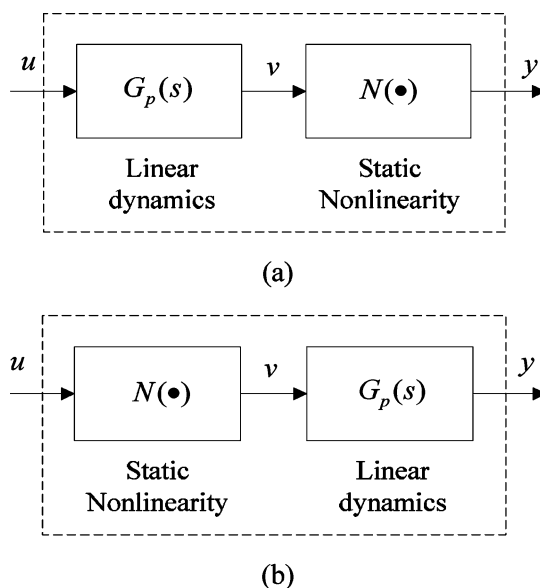 u
G_p(s)
v
N(●)
y
Linear
dynamics
Static
Nonlinearity
(a)
u
N(●)
v
G_p(s)
y
Static
Nonlinearity
Linear
dynamics
(b)